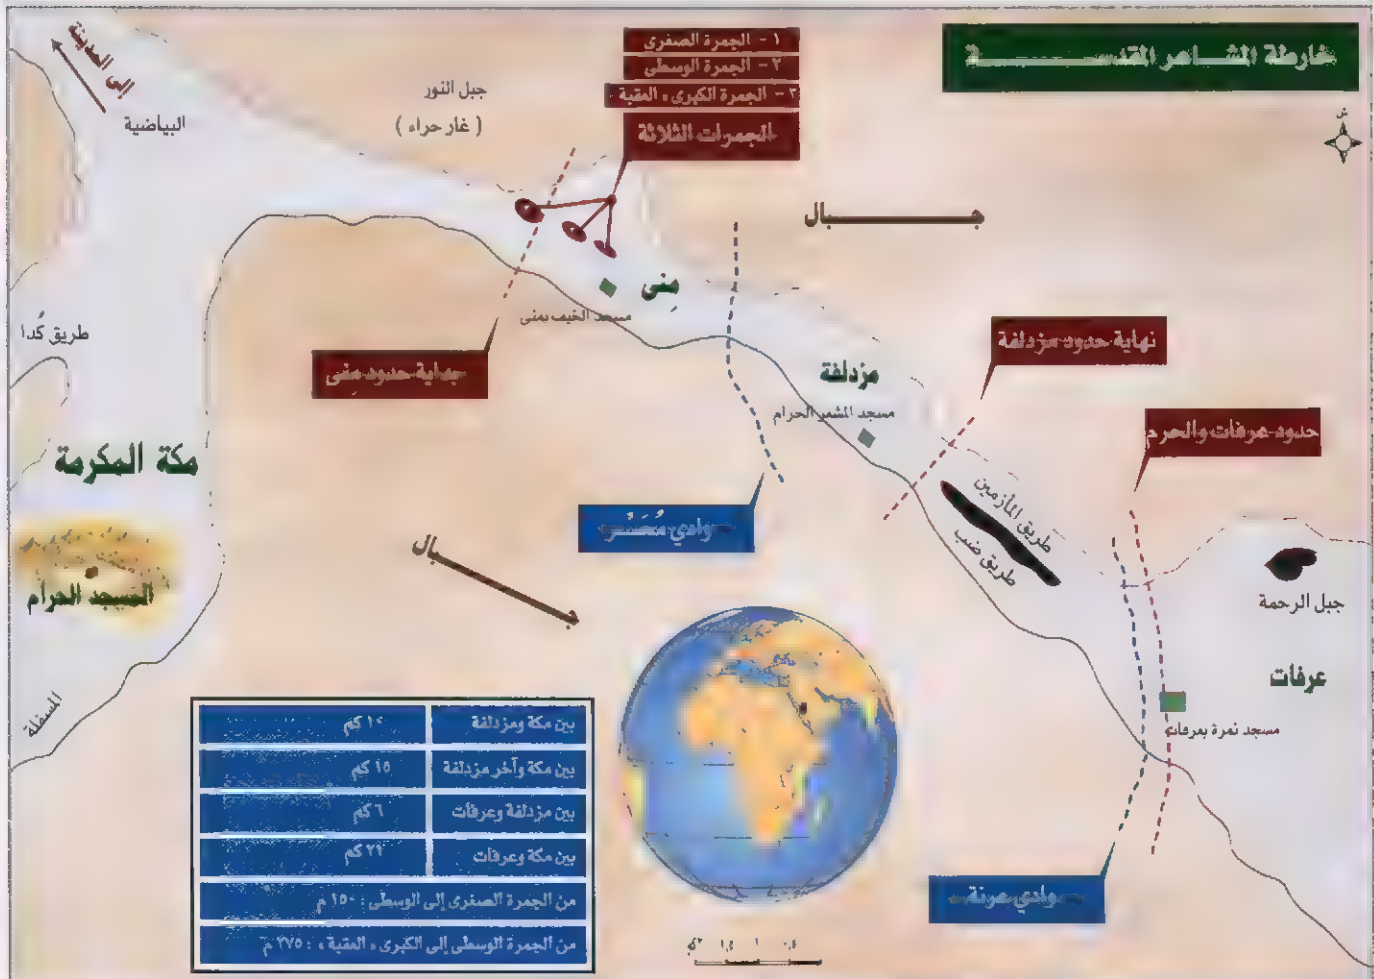 خارطة المشاعر المقدسة
ش
١ - الجمرة الصغرى
٢ - الجمرة الوسطى
٣ - الجمرة الكبرى « العقبة »
الجمرات الثلاثة
إلى المدينة
البياضية
جبل النور
( غار حراء )
جبال
منى
مسجد الخيف بمنى
طريق كُدا
نهاية حدود منى
نهاية حدود مزدلفة
مزدلفة
مسجد المشعر الحرام
حدود عرفات والحرم
مكة المكرمة
المسجد الحرام
المسفلة
وادي مُحَسِّر
جبال
طريق المأزمين
طريق ضب
جبل الرحمة
عرفات
مسجد نمرة بعرفات
وادي عرنة
بين مكة ومزدلفة ١٠ كم
بين مكة وآخر مزدلفة ١٥ كم
بين مزدلفة وعرفات ٦ كم
بين مكة وعرفات كم
من الجمرة الصغرى إلى الوسطى : ١٥٠ م
من الجمرة الوسطى إلى الكبرى « العقبة » : م